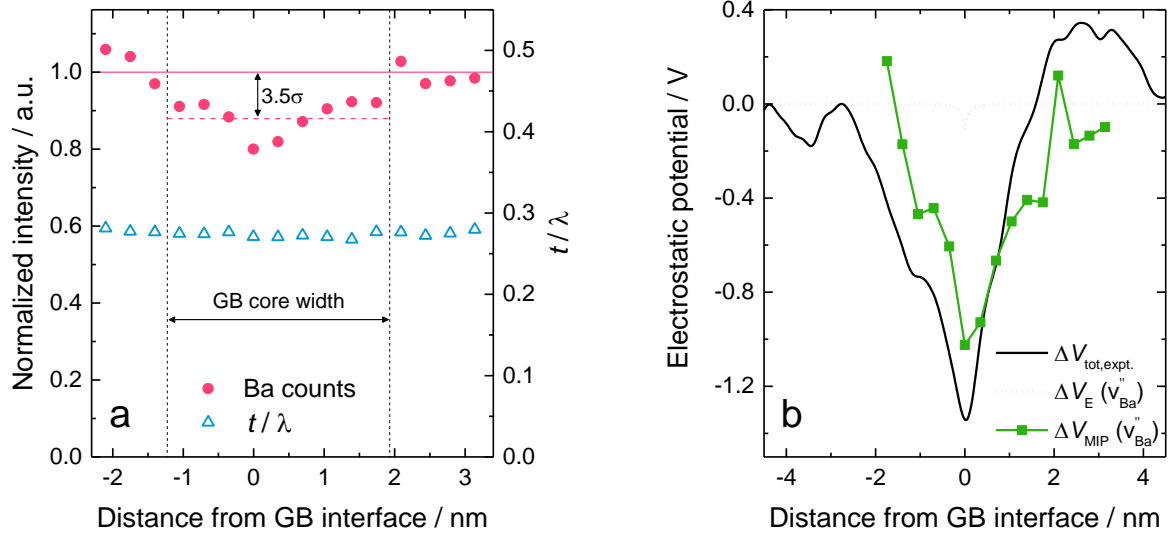 1.0
0.8
0.6
0.4
0.2
0.0
Normalized intensity / a.u.
3.5σ
GB core width
Ba counts
t / λ
a
0.5
0.4
0.3
0.2
0.1
0.0
t / λ
-2 -1 0 1 2 3
Distance from GB interface / nm
0.4
0.0
-0.4
-0.8
-1.2
Electrostatic potential / V
ΔV_tot,expt.
ΔV_E (v''_Ba)
ΔV_MIP (v''_Ba)
b
-4 -2 0 2 4
Distance from GB interface / nm